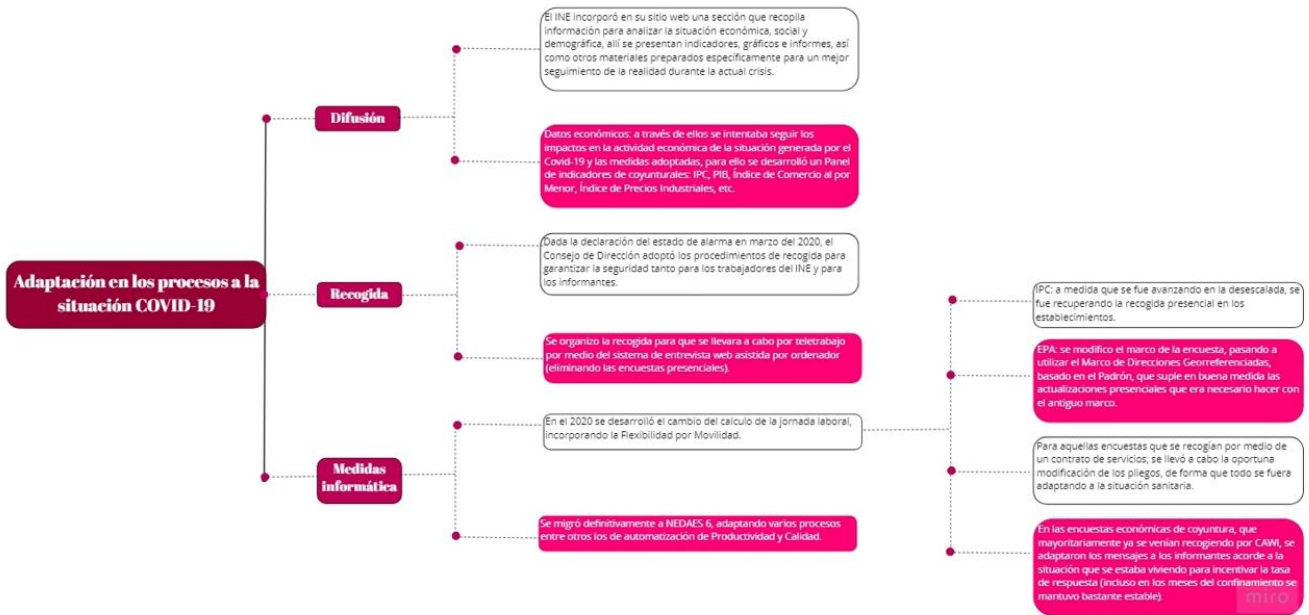 Adaptación en los procesos a la
situación COVID-19
Difusión
El INE incorporó en su sitio web una sección que recopila
información para analizar la situación económica, social y
demográfica, allí se presentan indicadores, gráficos e informes, así
como otros materiales preparados específicamente para un mejor
seguimiento de la realidad durante la actual crisis.
Datos económicos: a través de ellos se intentaba seguir los
impactos en la actividad económica de la situación generada por el
Covid-19 y las medidas adoptadas, para ello se desarrolló un Panel
de indicadores de coyunturales: IPC, PIB, Índice de Comercio al por
Menor, Índice de Precios Industriales, etc.
Recogida
Dada la declaración del estado de alarma en marzo del 2020, el
Consejo de Dirección adoptó los procedimientos de recogida para
garantizar la seguridad tanto para los trabajadores del INE y para
los informantes.
Se organizo la recogida para que se llevara a cabo por teletrabajo
por medio del sistema de entrevista web asistida por ordenador
(eliminando las encuestas presenciales).
Medidas
informática
En el 2020 se desarrolló el cambio del calculo de la jornada laboral,
incorporando la Flexibilidad por Movilidad.
Se migró definitivamente a NEDAES 6, adaptando varios procesos
entre otros los de automatización de Productividad y Calidad.
IPC: a medida que se fue avanzando en la desescalada, se
fue recuperando la recogida presencial en los
establecimientos.
EPA: se modifico el marco de la encuesta, pasando a
utilizar el Marco de Direcciones Georreferenciadas,
basado en el Padrón, que suple en buena medida las
actualizaciones presenciales que era necesario hacer con
el antiguo marco.
Para aquellas encuestas que se recogían por medio de
un contrato de servicios, se llevó a cabo la oportuna
modificación de los pliegos, de forma que todo se fuera
adaptando a la situación sanitaria.
En las encuestas económicas de coyuntura, que
mayoritariamente ya se venían recogiendo por CAWI, se
adaptaron los mensajes a los informantes acorde a la
situación que se estaba viviendo para incentivar la tasa
de respuesta (incluso en los meses del confinamiento se
mantuvo bastante estable).
miro